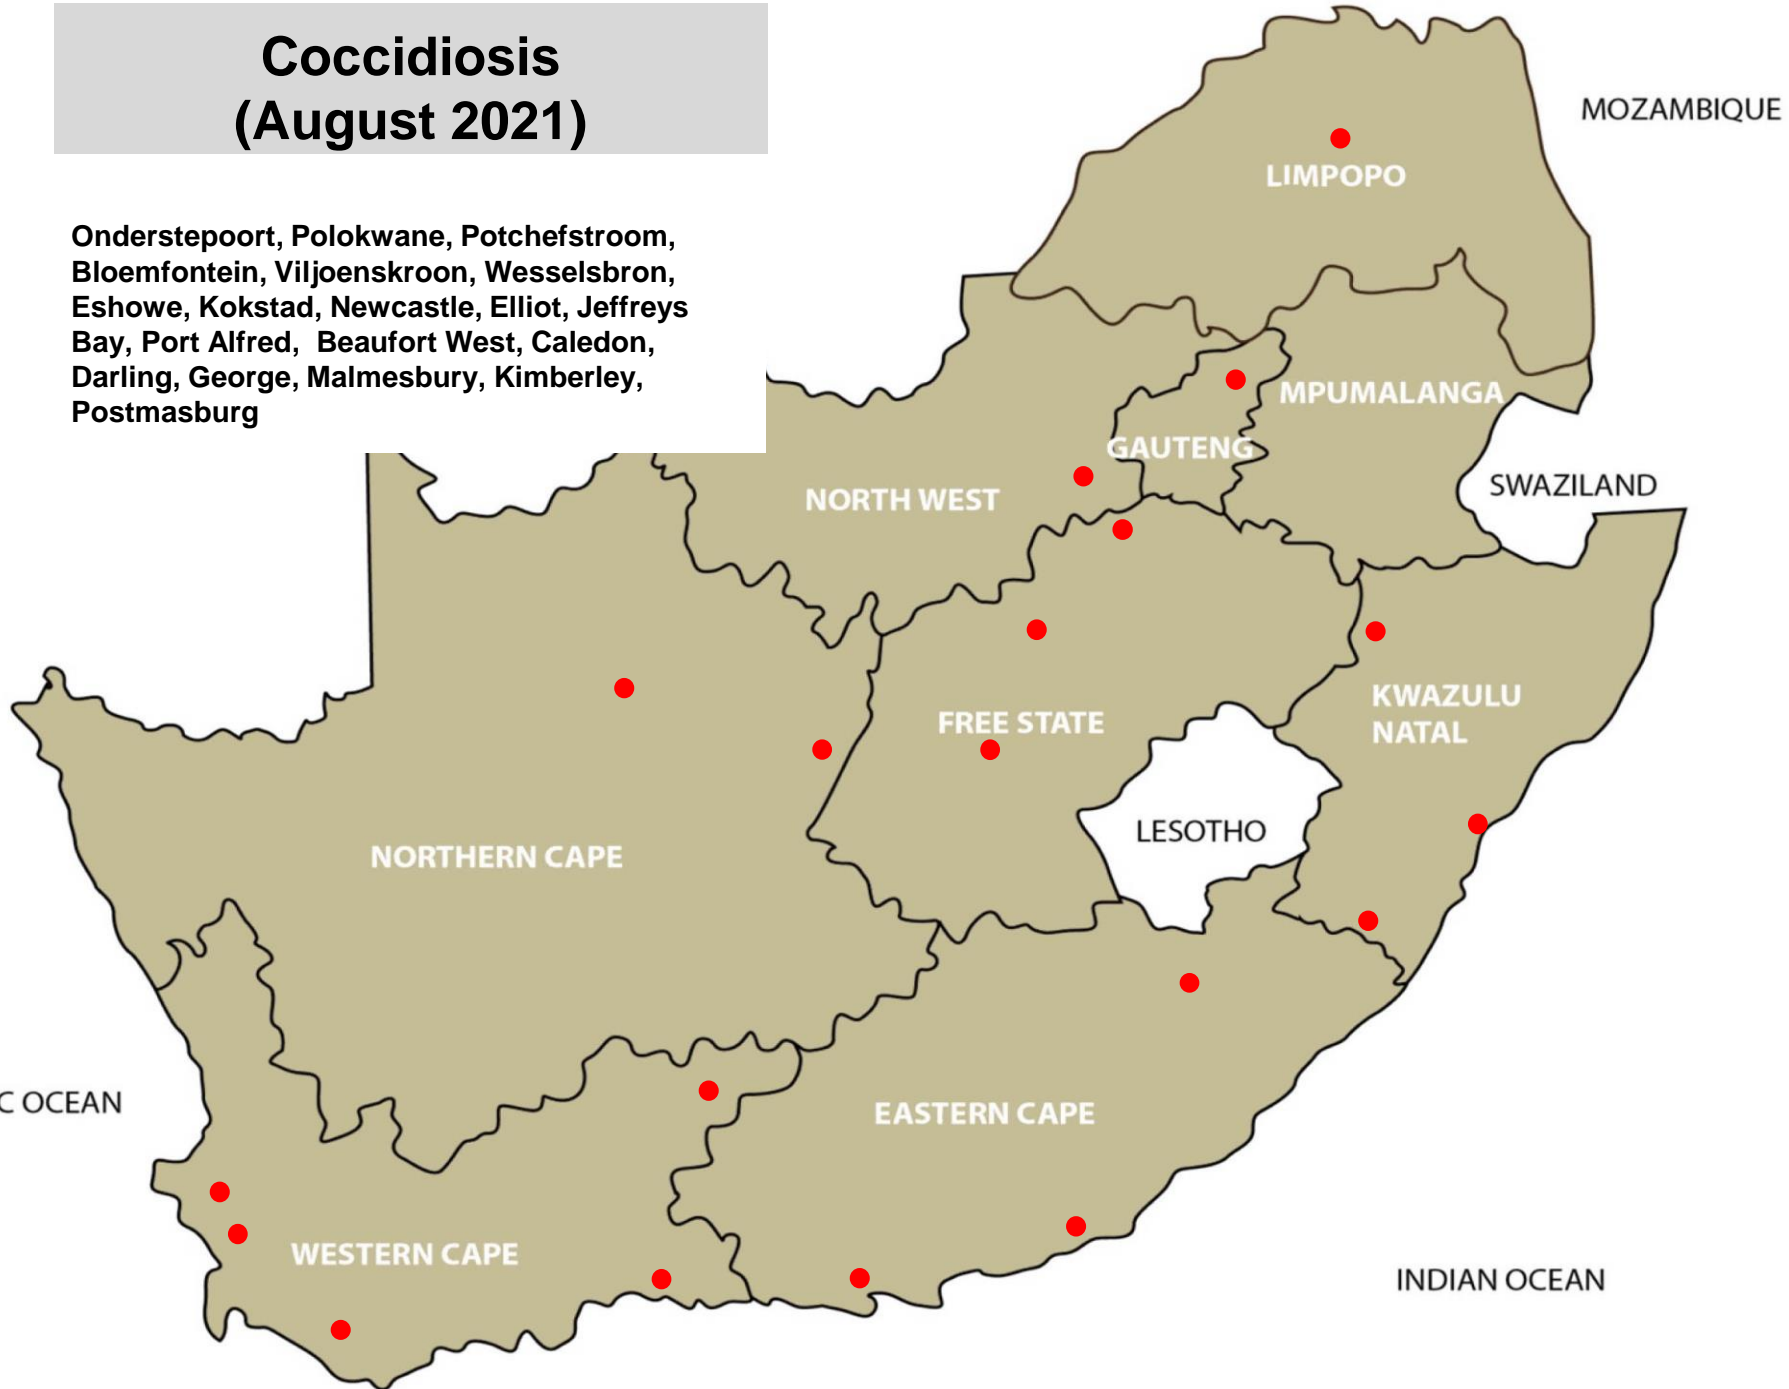 Coccidiosis
(August 2021)
Onderstepoort, Polokwane, Potchefstroom,
Bloemfontein, Viljoenskroon, Wesselsbron,
Eshowe, Kokstad, Newcastle, Elliot, Jeffreys
Bay, Port Alfred,  Beaufort West, Caledon,
Darling, George, Malmesbury, Kimberley,
Postmasburg
MOZAMBIQUE
LIMPOPO
MPUMALANGA
GAUTENG
NORTH WEST
SWAZILAND
KWAZULU
NATAL
FREE STATE
LESOTHO
NORTHERN CAPE
C OCEAN
EASTERN CAPE
WESTERN CAPE
INDIAN OCEAN